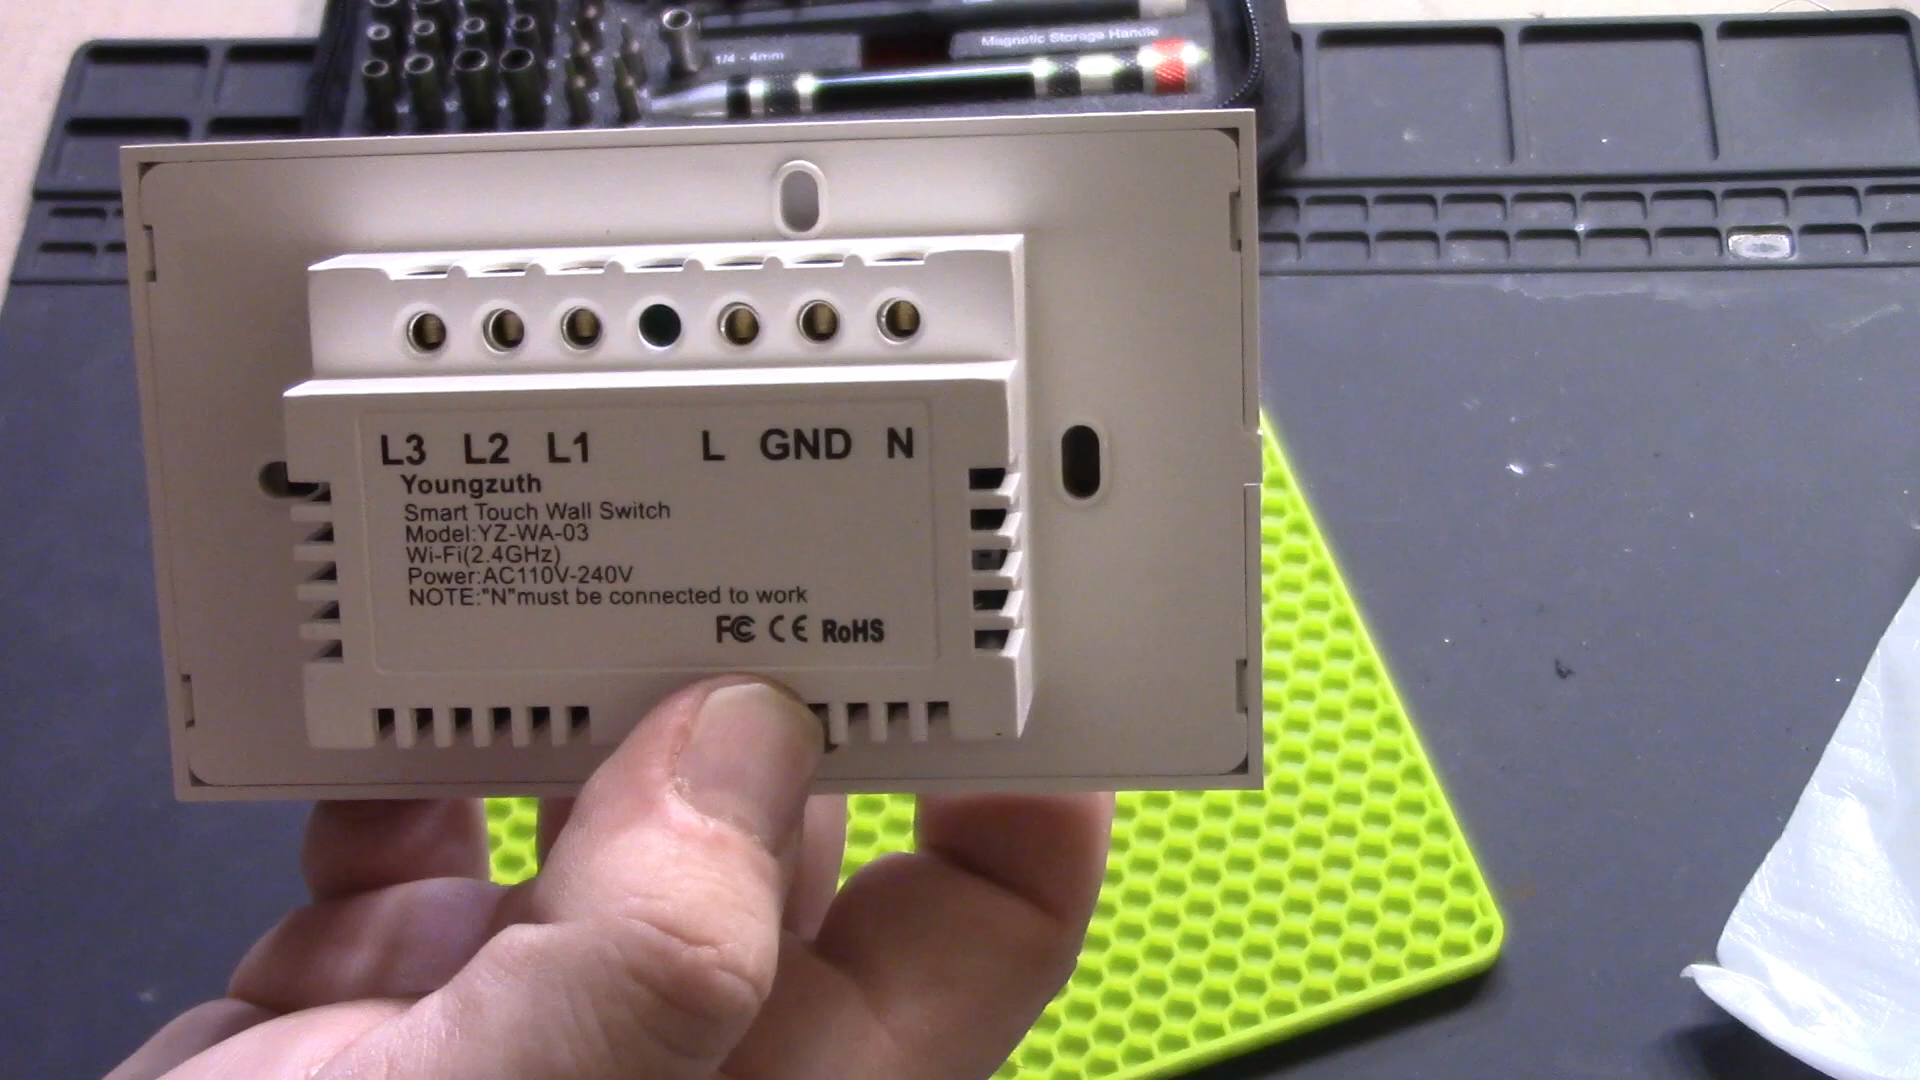 Magnetic Storage Handle
1/4 - 4mm
L3 L2 L1 L GND N
Youngzuth
Smart Touch Wall Switch
Model:YZ-WA-03
Wi-Fi(2.4GHz)
Power:AC110V-240V
NOTE:"N"must be connected to work
FC CE RoHS